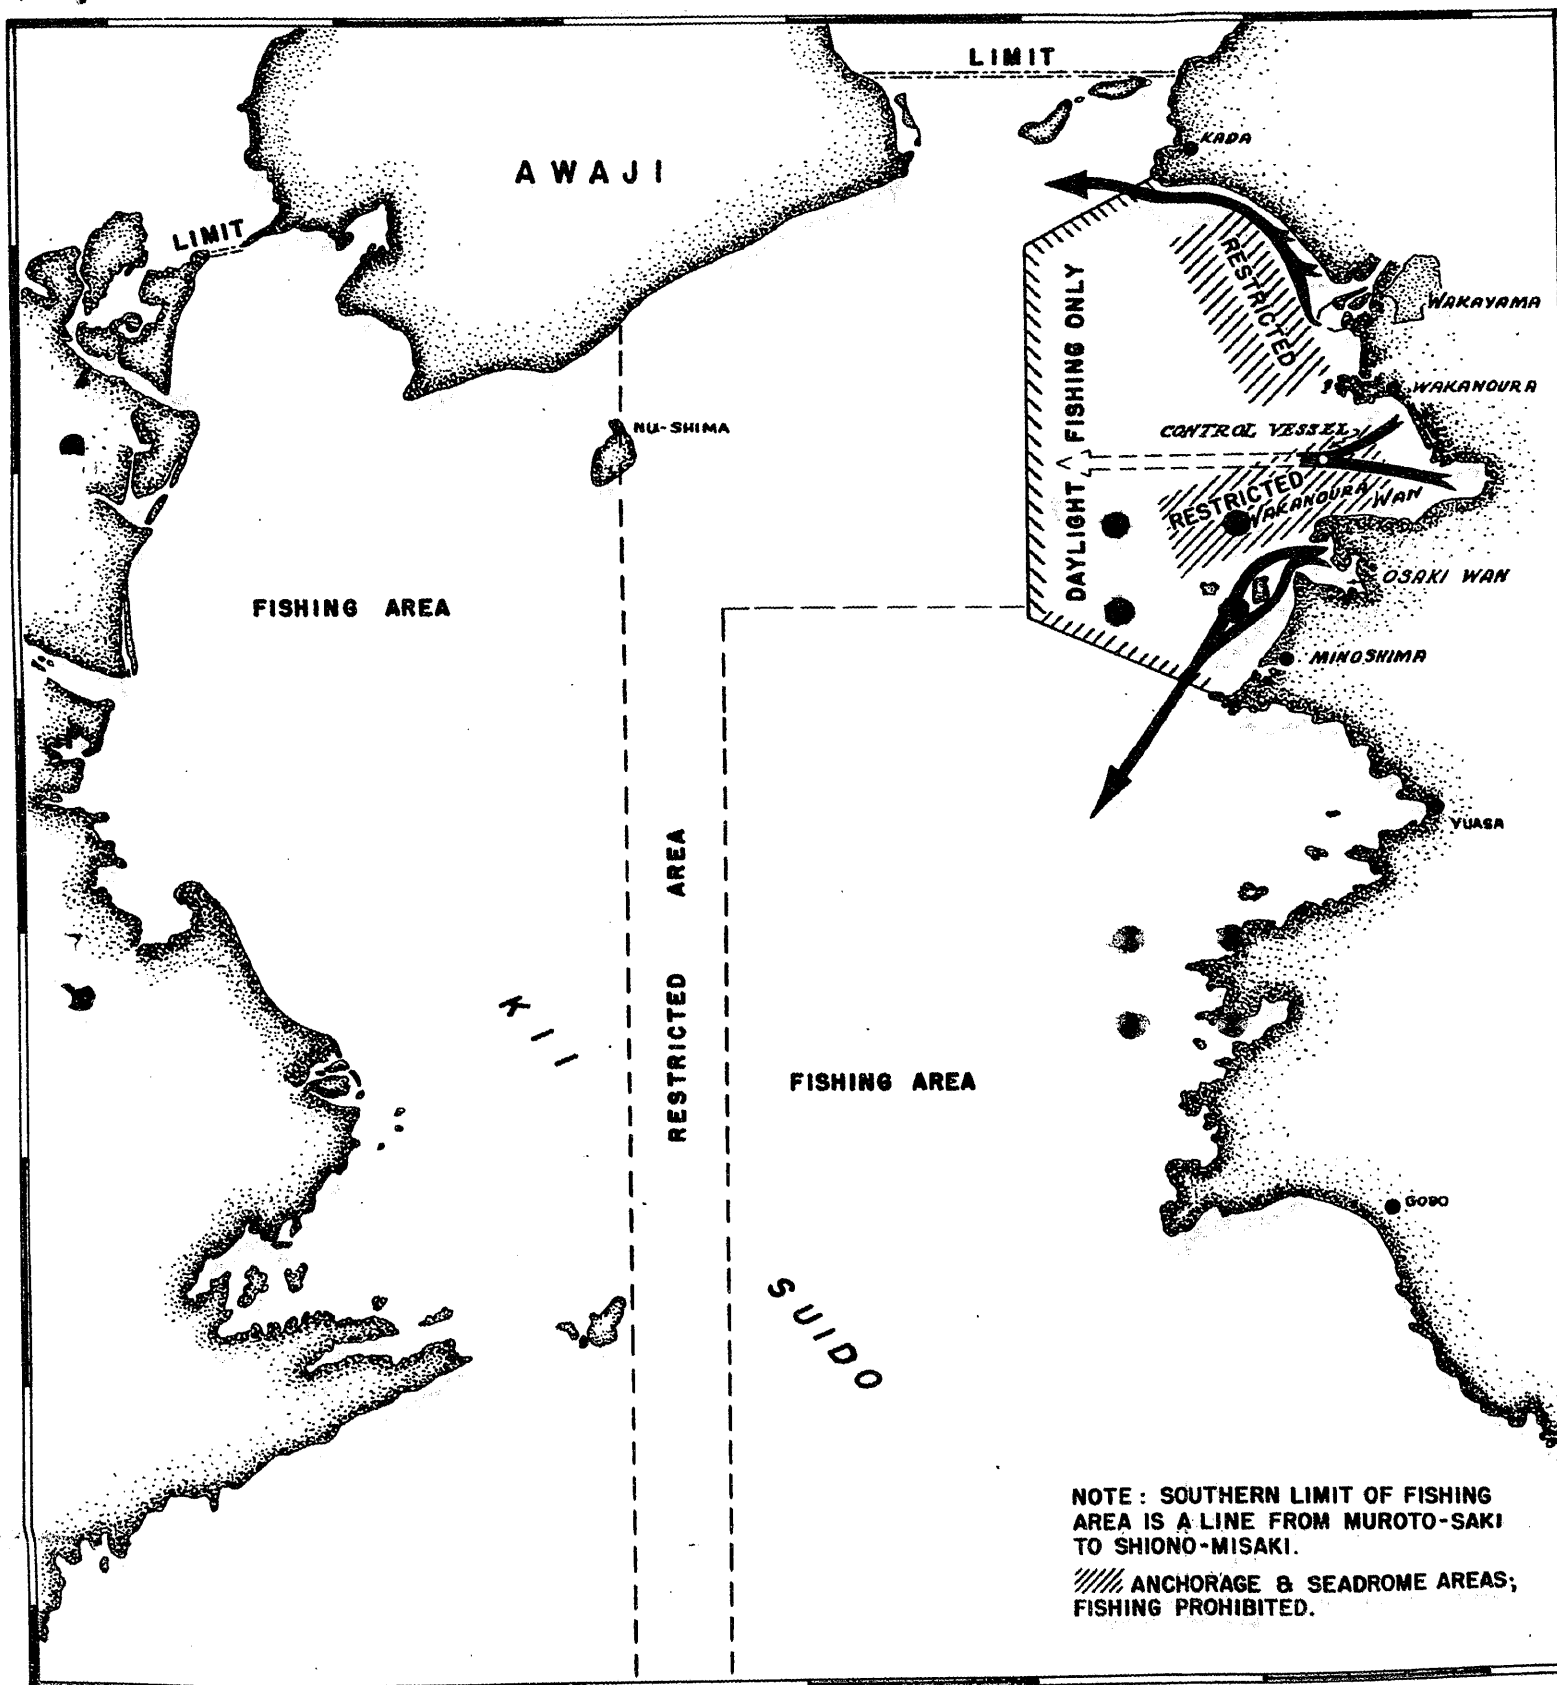 LIMIT
KADA
AWAJI
LIMIT
RESTRICTED
WAKAYAMA
DAYLIGHT FISHING ONLY
WAKANOURA
NU-SHIMA
CONTROL VESSEL
RESTRICTED
WAKANOURA WAN
OSAKI WAN
FISHING AREA
MINOSHIMA
YUASA
RESTRICTED AREA
KII
FISHING AREA
GOBO
SUIDO
NOTE: SOUTHERN LIMIT OF FISHING
AREA IS A LINE FROM MUROTO-SAKI
TO SHIONO-MISAKI.
ANCHORAGE & SEADROME AREAS;
FISHING PROHIBITED.